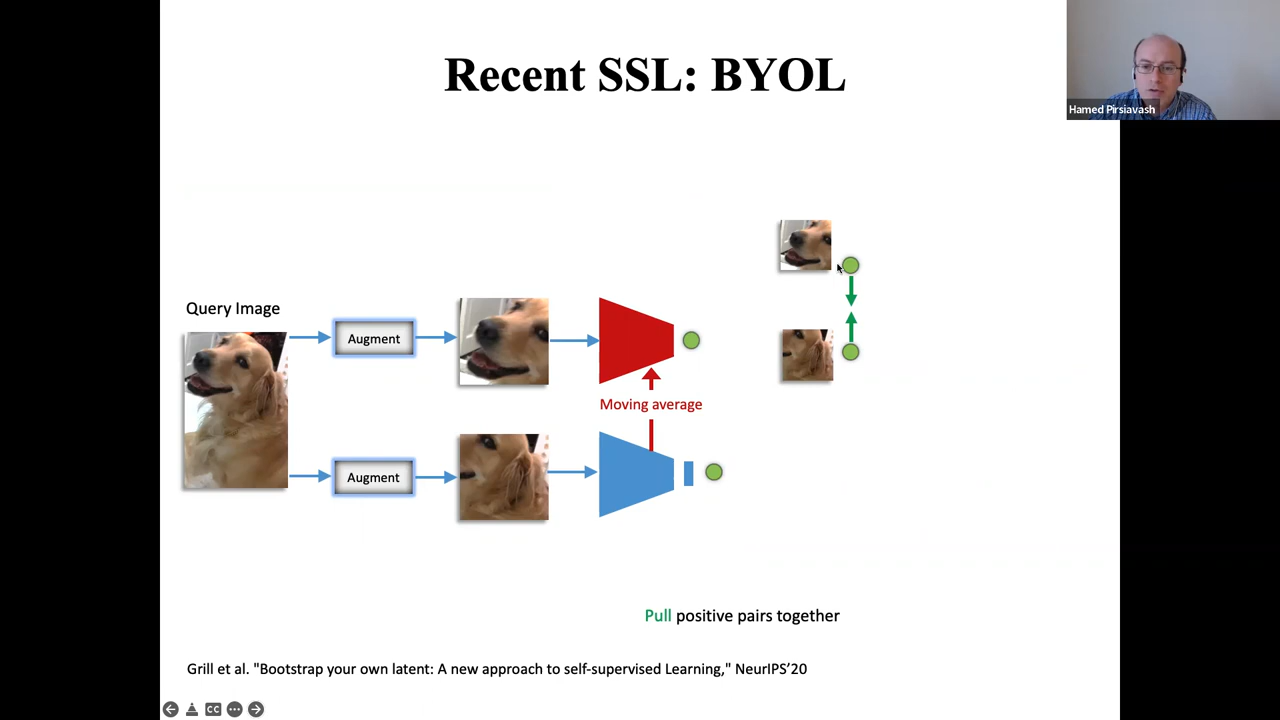 Recent SSL: BYOL
Hamed Pirsiavash
Query Image
Augment
Moving average
Augment
Pull positive pairs together
Grill et al. "Bootstrap your own latent: A new approach to self-supervised Learning," NeurIPS'20
CC